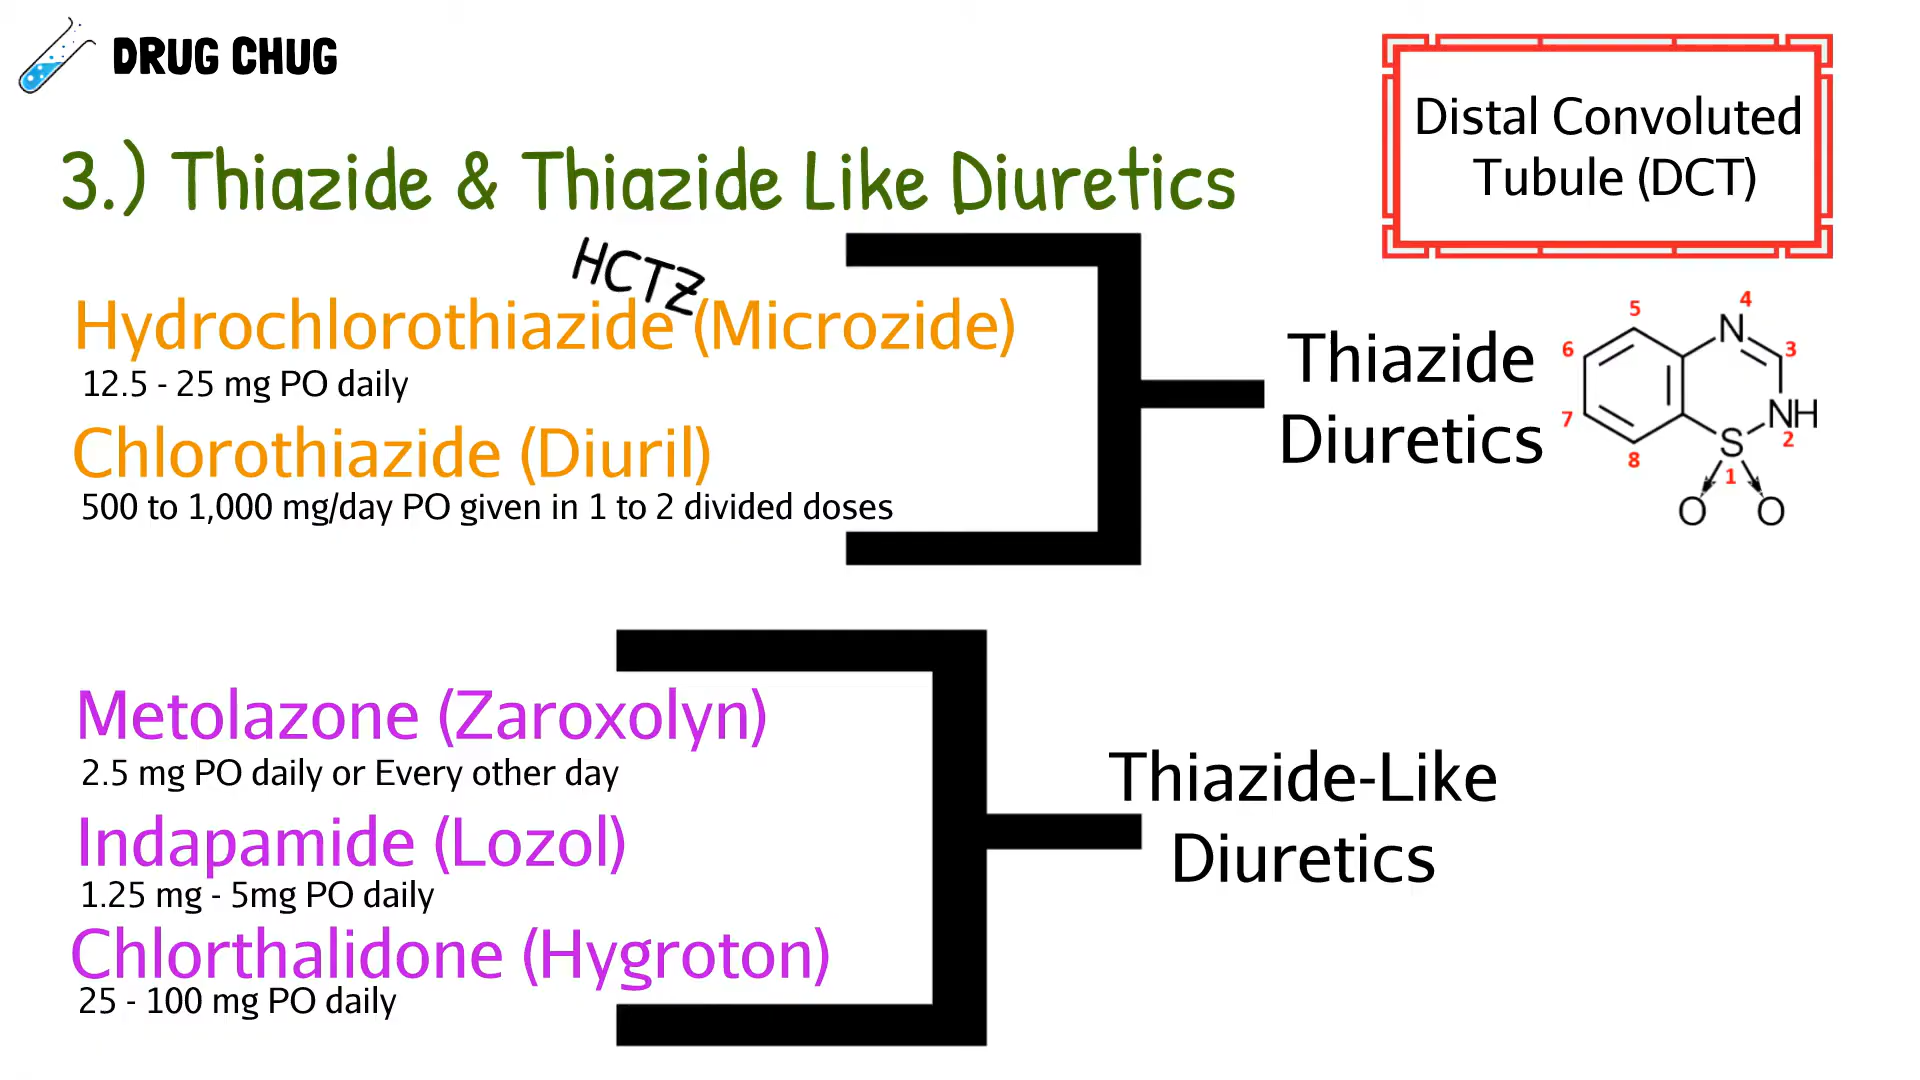 DRUG CHUG
Distal Convoluted
Tubule (DCT)
3.) Thiazide & Thiazide Like Diuretics
HCTZ
Hydrochlorothiazide (Microzide)
12.5 - 25 mg PO daily
Chlorothiazide (Diuril)
500 to 1,000 mg/day PO given in 1 to 2 divided doses
Thiazide
Diuretics
4
5
N
6
3
7
NH
2
S
8
1
O O
Metolazone (Zaroxolyn)
2.5 mg PO daily or Every other day
Indapamide (Lozol)
1.25 mg - 5mg PO daily
Chlorthalidone (Hygroton)
25 - 100 mg PO daily
Thiazide-Like
Diuretics